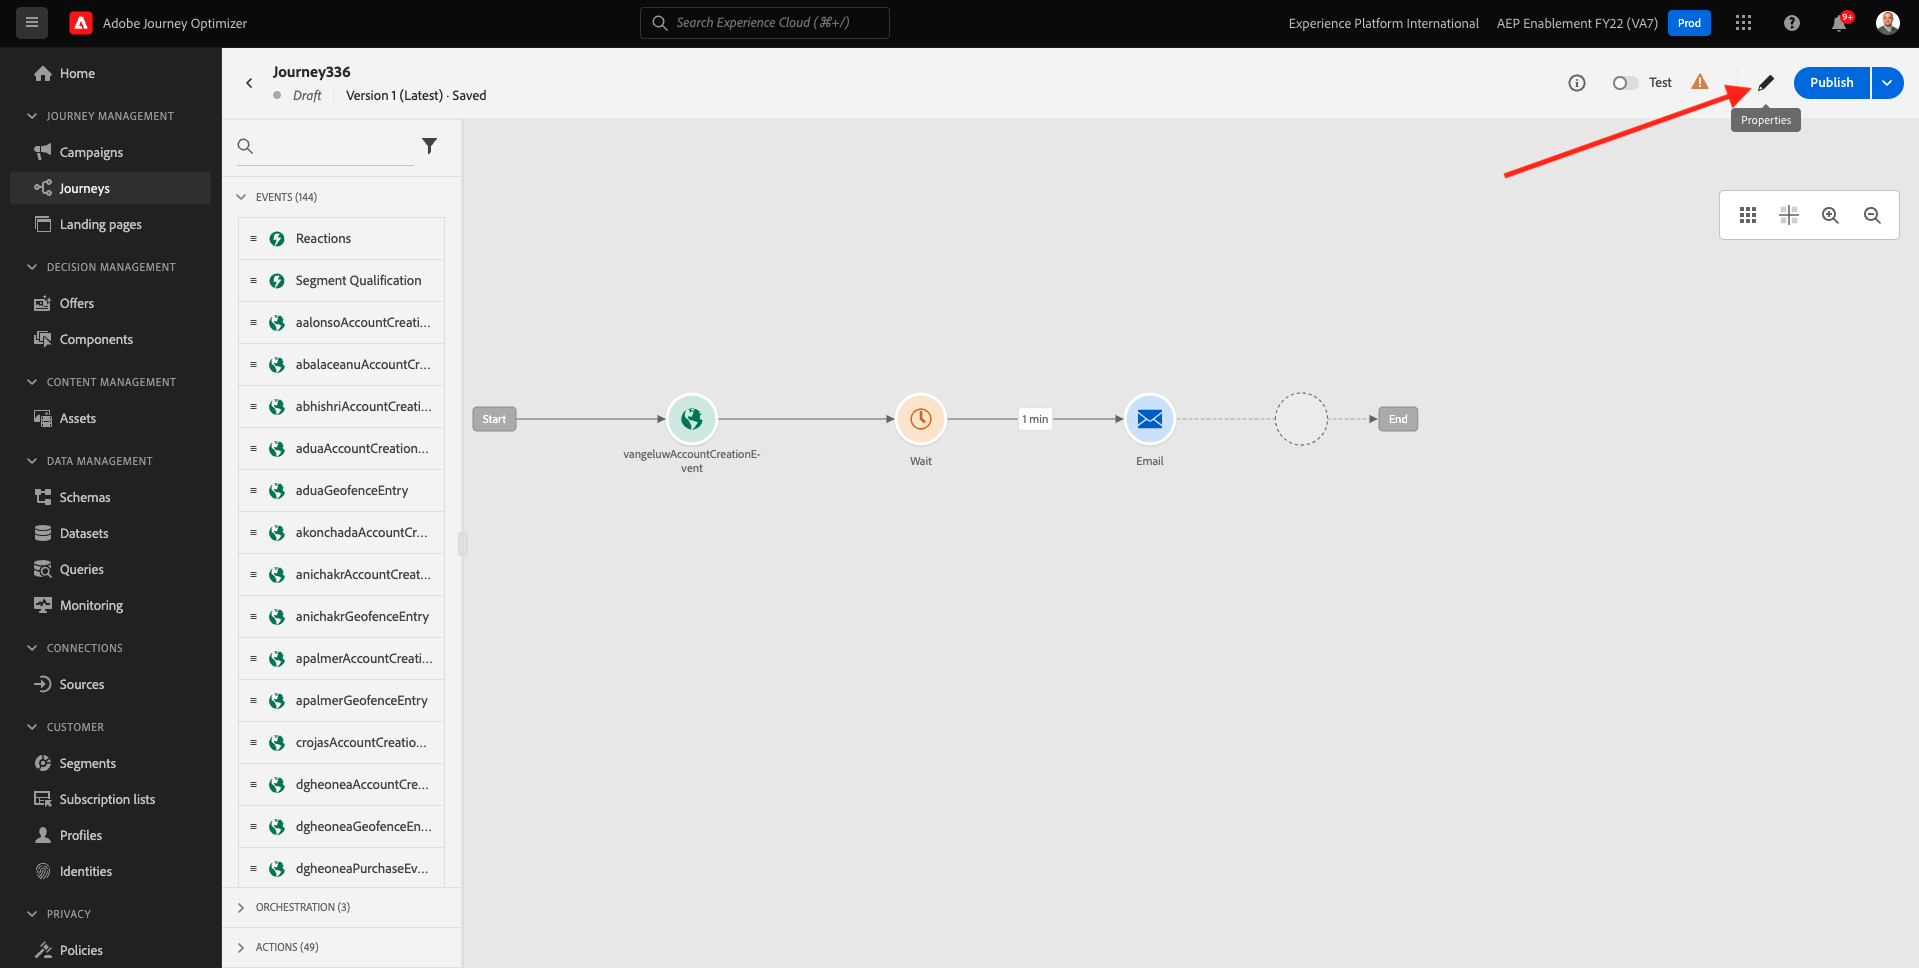 Adobe Journey Optimizer
Search Experience Cloud (⌘+/)
Experience Platform International
AEP Enablement FY22 (VA7)
Prod
9+
Home
JOURNEY MANAGEMENT
Campaigns
Journeys
Landing pages
DECISION MANAGEMENT
Offers
Components
CONTENT MANAGEMENT
Assets
DATA MANAGEMENT
Schemas
Datasets
Queries
Monitoring
CONNECTIONS
Sources
CUSTOMER
Segments
Subscription lists
Profiles
Identities
PRIVACY
Policies
Journey336
Draft
Version 1 (Latest) · Saved
Test
Publish
Properties
EVENTS (144)
Reactions
Segment Qualification
aalonsoAccountCreati...
abalaceanuAccountCr...
abhishriAccountCreati...
aduaAccountCreation...
aduaGeofenceEntry
akonchadaAccountCr...
anichakrAccountCreat...
anichakrGeofenceEntry
apalmerAccountCreati...
apalmerGeofenceEntry
crojasAccountCreatio...
dgheoneaAccountCre...
dgheoneaGeofenceEn...
dgheoneaPurchaseEv...
ORCHESTRATION (3)
ACTIONS (49)
Start
vangeluwAccountCreationE-
vent
Wait
1 min
Email
End